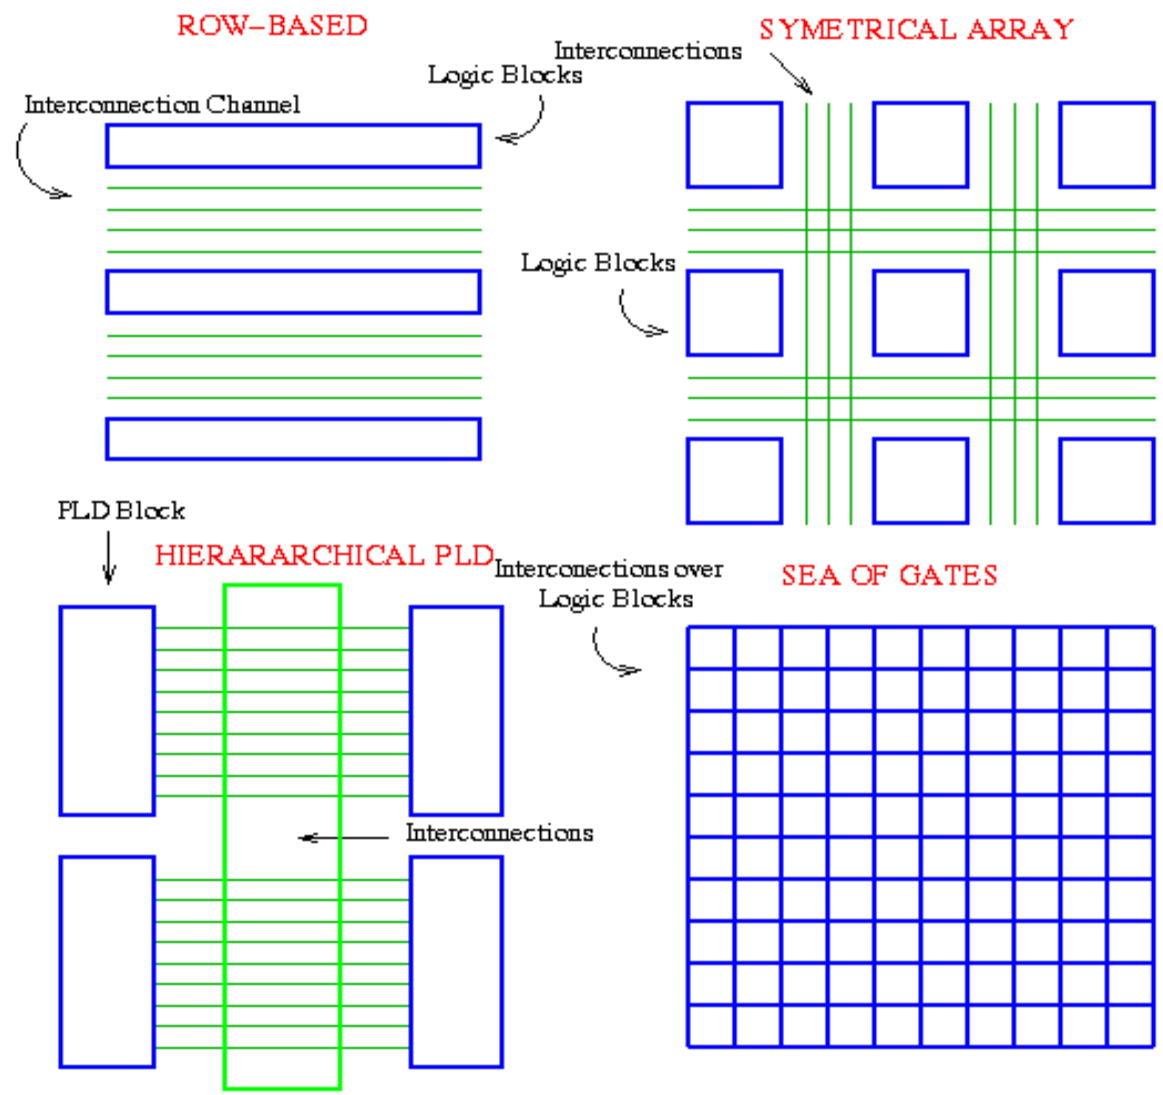 ROW–BASED
SYMETRICAL ARRAY
Interconnections
Logic Blocks
Interconnection Channel
Logic Blocks
PLD Block
HIERARARCHICAL PLD
Interconections over
Logic Blocks
SEA OF GATES
Interconnections